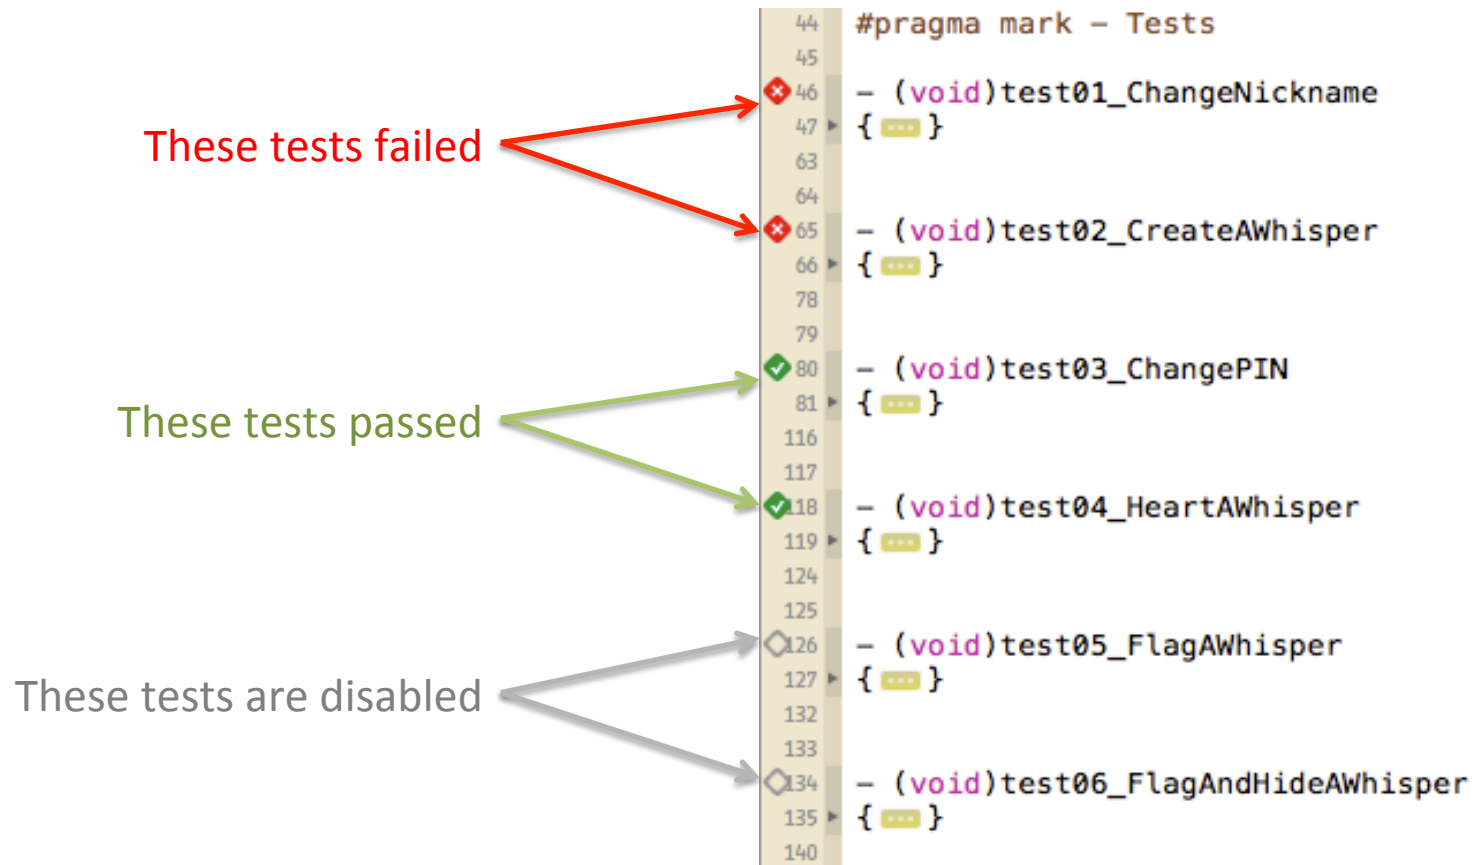 44 #pragma mark – Tests
45
46 – (void)test01_ChangeNickname
These tests failed
47 {...}
63
64
65 – (void)test02_CreateAWhisper
66 {...}
78
79
80 – (void)test03_ChangePIN
81 {...}
These tests passed
116
117
118 – (void)test04_HeartAWhisper
119 {...}
124
125
126 – (void)test05_FlagAWhisper
127 {...}
These tests are disabled
132
133
134 – (void)test06_FlagAndHideAWhisper
135 {...}
140